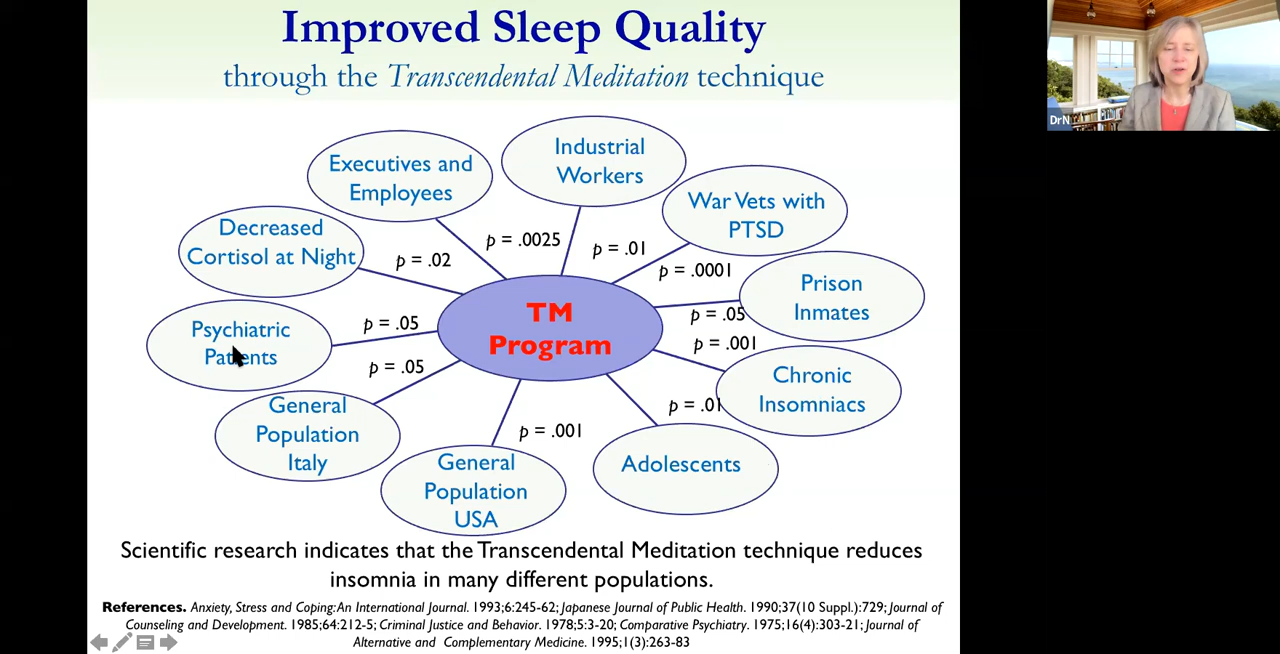 Improved Sleep Quality
through the Transcendental Meditation technique
Industrial
Workers
Executives and
Employees
War Vets with
PTSD
Decreased
Cortisol at Night
p = .0025
p = .01
p = .02
p = .0001
Prison
Inmates
TM
Program
p = .05
p = .05
Psychiatric
Patients
p = .001
p = .05
Chronic
Insomniacs
General
Population
Italy
p = .01
p = .001
General
Population
USA
Adolescents
Scientific research indicates that the Transcendental Meditation technique reduces
insomnia in many different populations.
References. Anxiety, Stress and Coping: An International Journal. 1993;6:245-62; Japanese Journal of Public Health. 1990;37(10 Suppl.):729; Journal of
Counseling and Development. 1985;64:212-5; Criminal Justice and Behavior. 1978;5:3-20; Comparative Psychiatry. 1975;16(4):303-21; Journal of
Alternative and Complementary Medicine. 1995;1(3):263-83
DrN